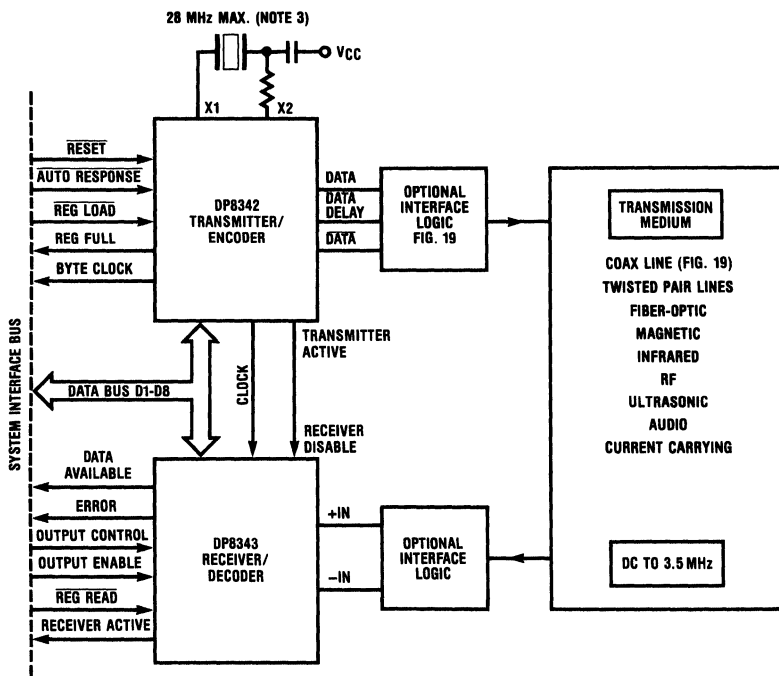 28 MHz MAX. (NOTE 3)
VCC
X1
X2
RESET
AUTO RESPONSE
REG LOAD
REG FULL
BYTE CLOCK
DP8342
TRANSMITTER/
ENCODER
DATA
DATA
DELAY
DATA
OPTIONAL
INTERFACE
LOGIC
FIG. 19
TRANSMISSION
MEDIUM
COAX LINE (FIG. 19)
TWISTED PAIR LINES
FIBER-OPTIC
MAGNETIC
INFRARED
RF
ULTRASONIC
AUDIO
CURRENT CARRYING
DC TO 3.5 MHz
SYSTEM INTERFACE BUS
DATA BUS D1-D8
CLOCK
TRANSMITTER
ACTIVE
RECEIVER
DISABLE
DATA
AVAILABLE
ERROR
OUTPUT CONTROL
OUTPUT ENABLE
REG READ
RECEIVER ACTIVE
DP8343
RECEIVER/
DECODER
+IN
−IN
OPTIONAL
INTERFACE
LOGIC